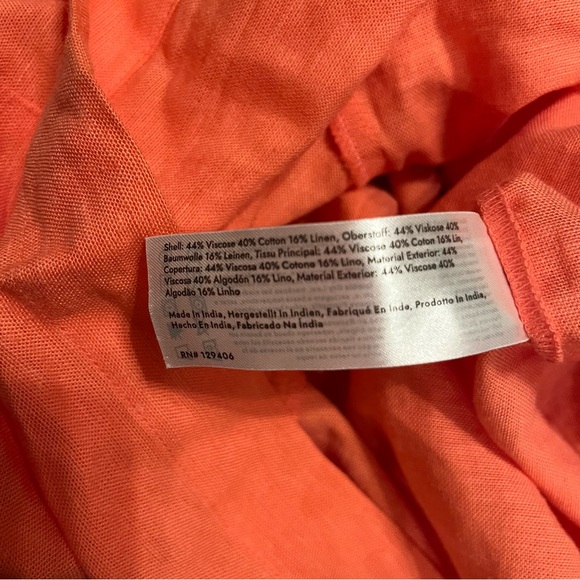 Shell: 44% Viscose 40% Cotton 16% Linen, Oberstoff: 44% Viskose 40%
Baumwolle 16% Leinen, Tissu Principal: 44% Viscose 40% Coton 16% Lin,
Copertura: 44% Viscosa 40% Cotone 16% Lino, Material Exterior: 44%
Viscosa 40% Algodón 16% Lino, Material Exterior: 44% Viscose 40%
Algodão 16% Linho
Made In India, Hergestellt In Indien, Fabriqué En Inde, Prodotto In India,
Hecho En India, Fabricado Na Índia
RN# 129406